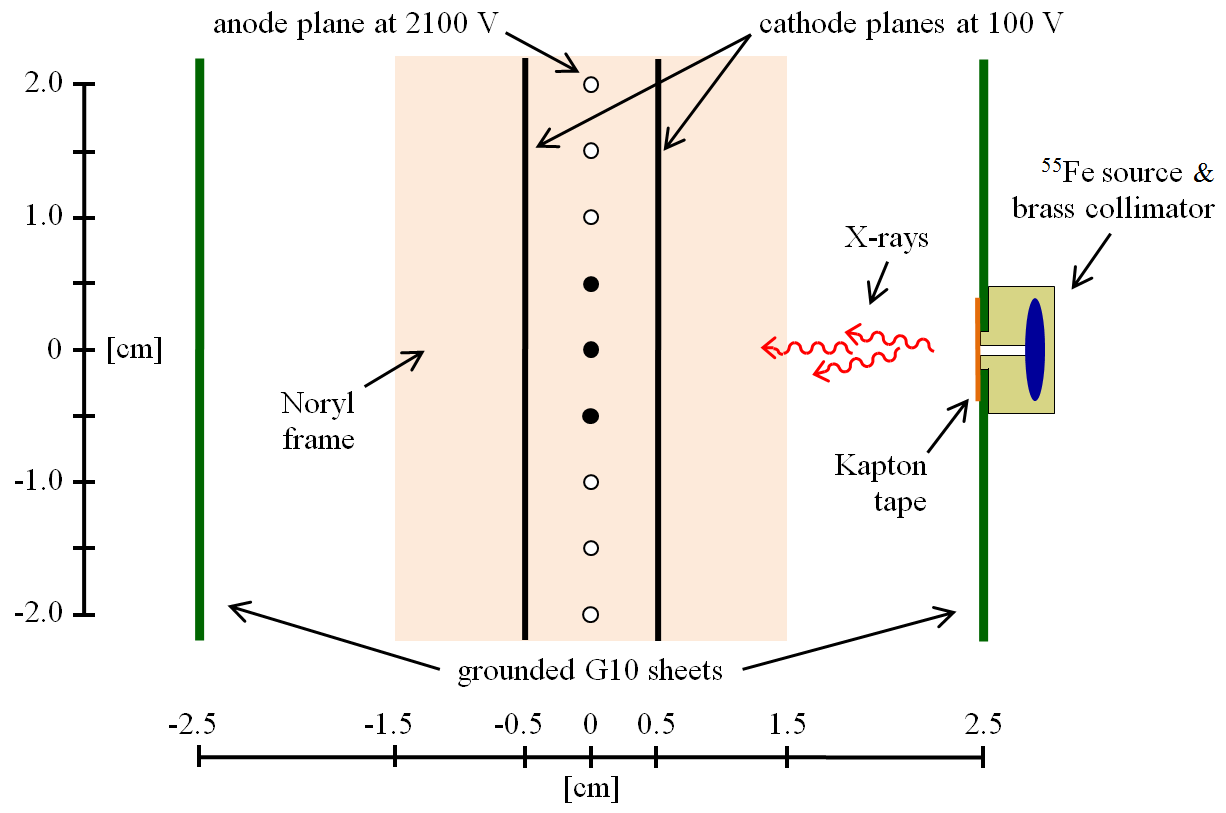 anode plane at 2100 V
cathode planes at 100 V
2.0
1.0
0
[cm]
-1.0
-2.0
⁵⁵Fe source &
brass collimator
X-rays
Noryl
frame
Kapton
tape
grounded G10 sheets
-2.5
-1.5
-0.5
0
0.5
1.5
2.5
[cm]